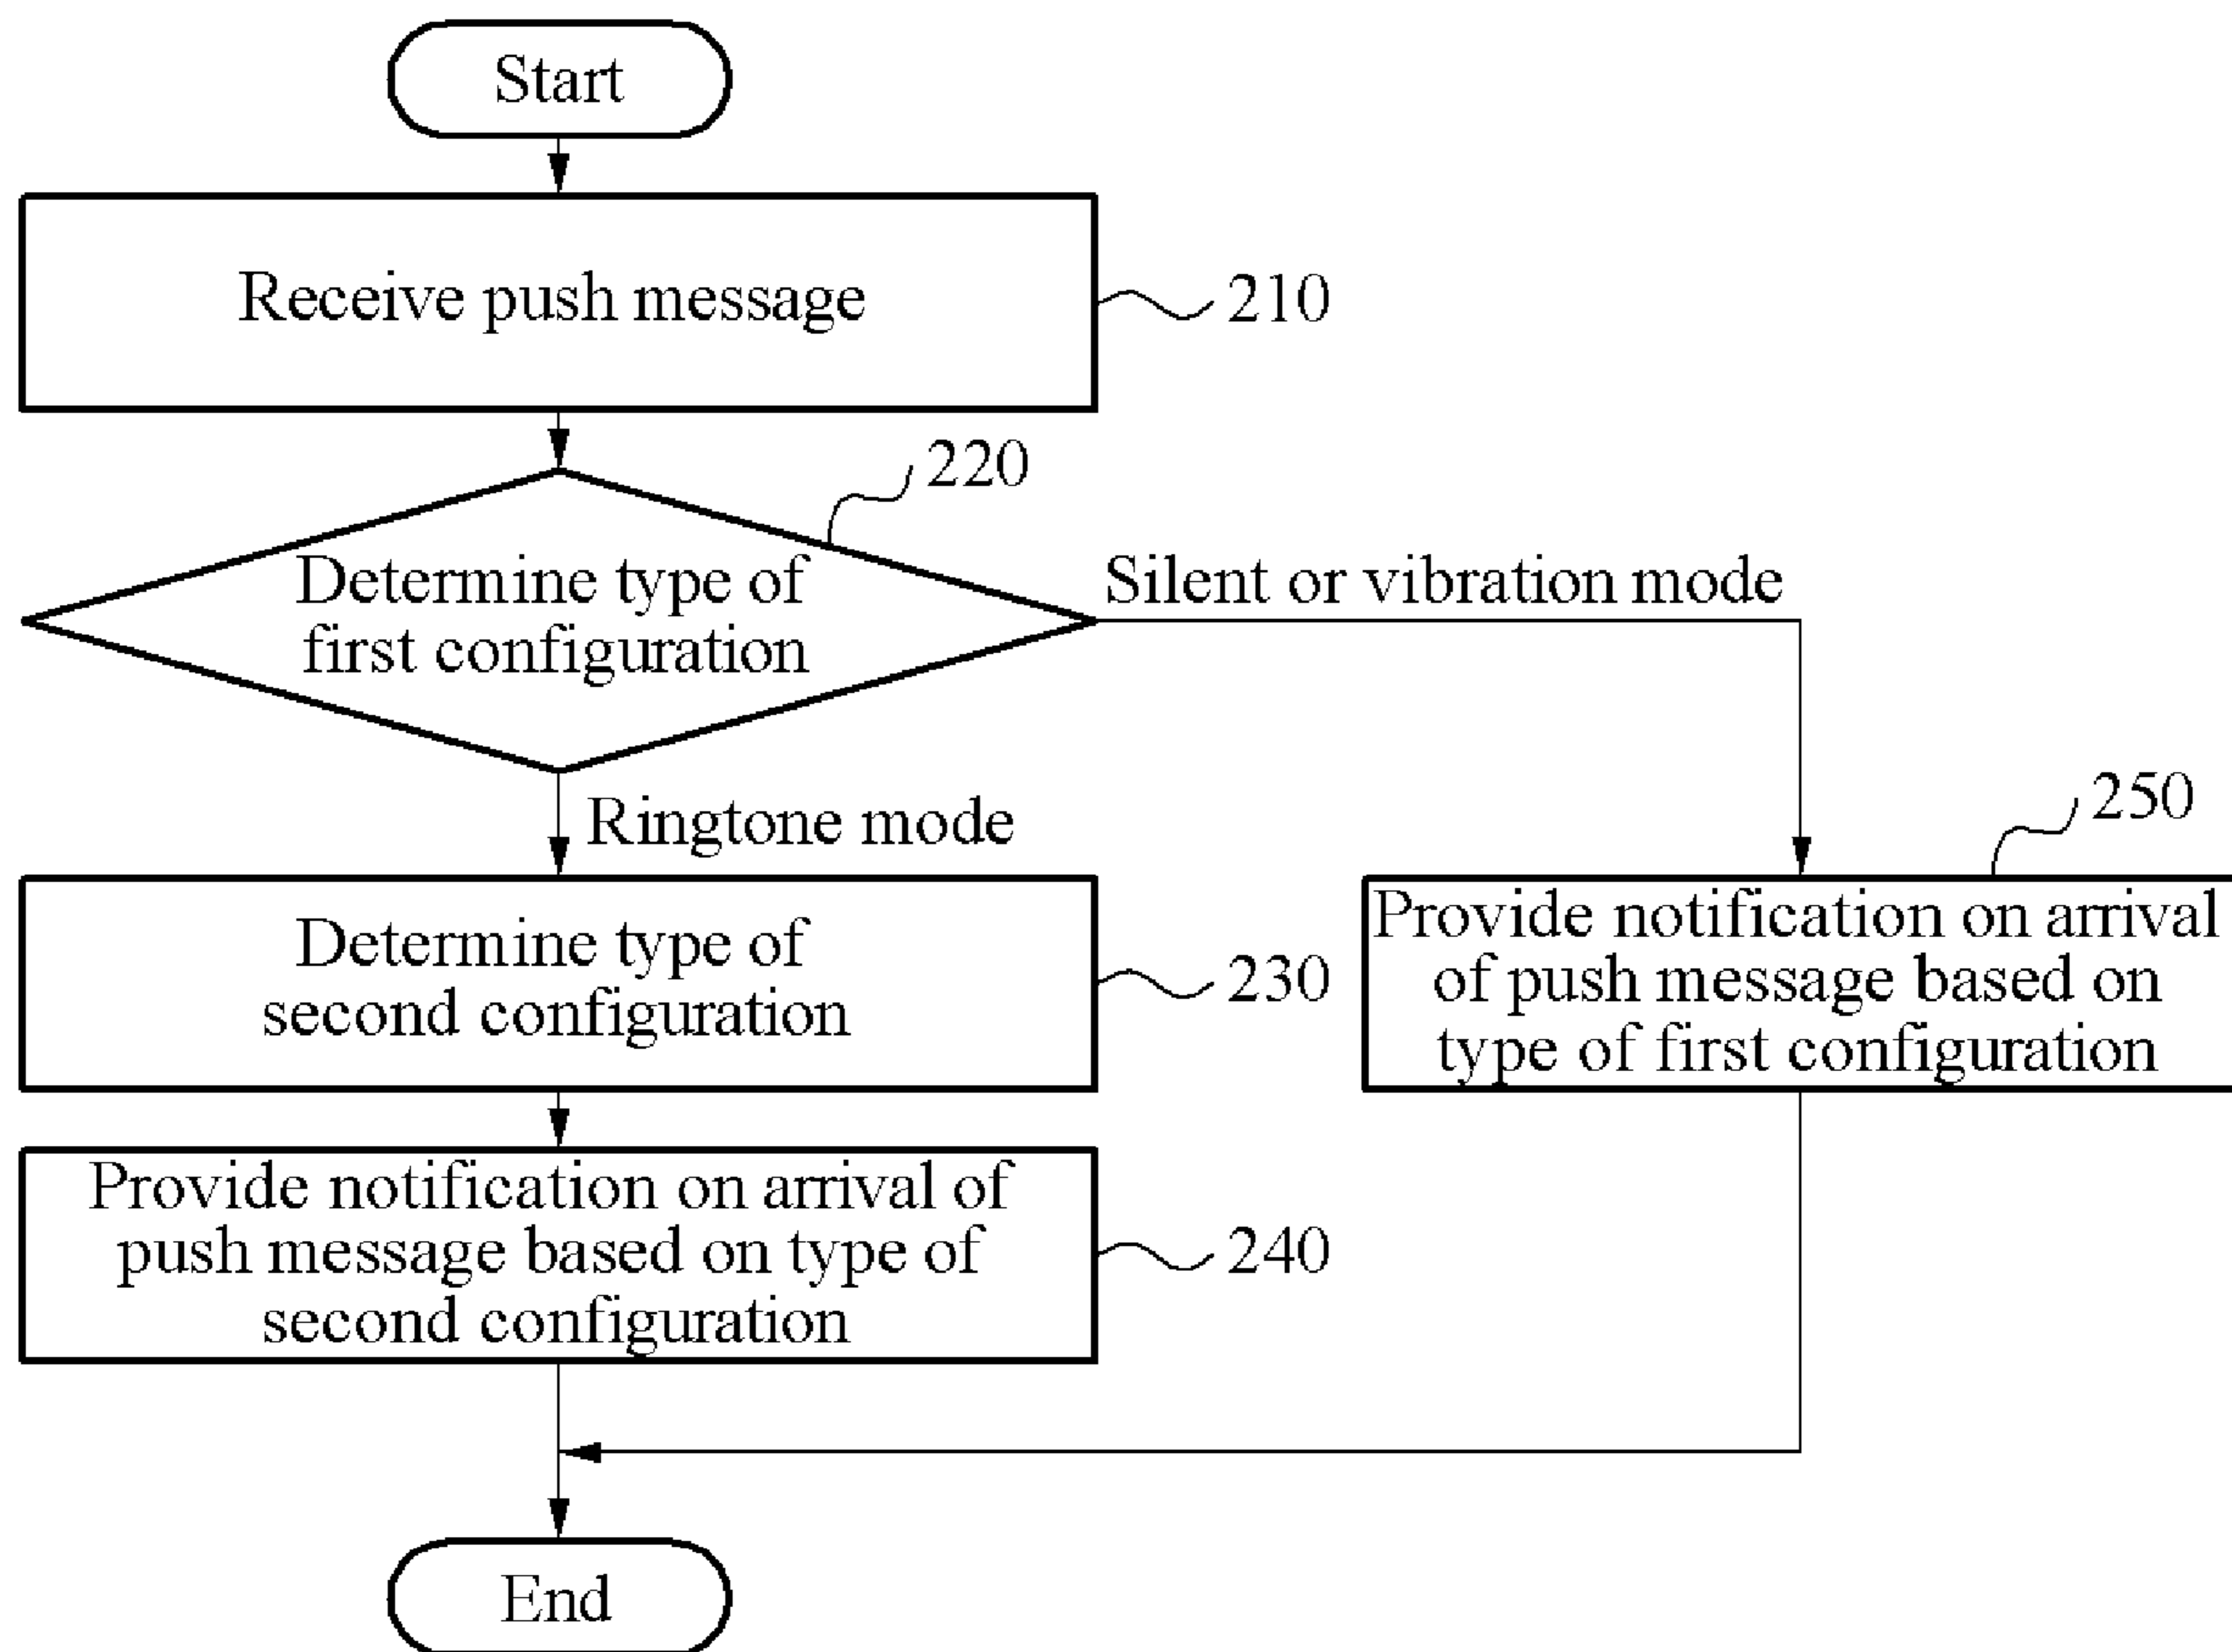 Start
Receive push message
210
220
Determine type of
first configuration
Silent or vibration mode
Ringtone mode
250
Determine type of
second configuration
230
Provide notification on arrival
of push message based on
type of first configuration
Provide notification on arrival of
push message based on type of
second configuration
240
End